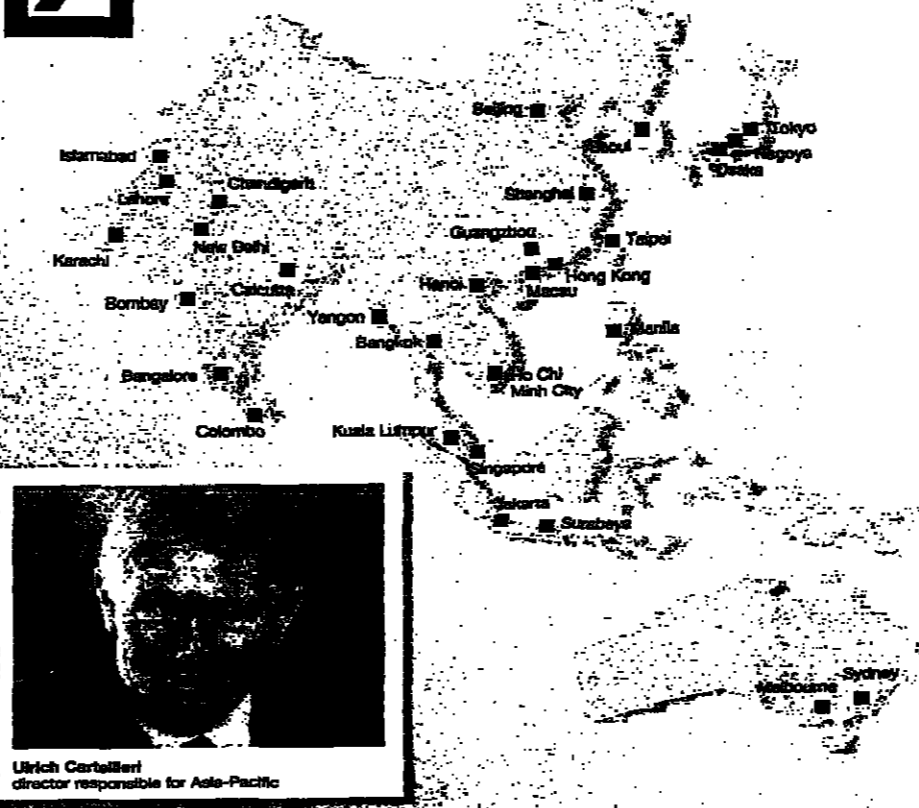 Beijing
Seoul
Tokyo
Nagoya
Osaka
Islamabad
Lahore
Chandigarh
Shanghai
Karachi
New Delhi
Guangzhou
Taipei
Calcutta
Hanoi
Hong Kong
Macau
Bombay
Yangon
Bangkok
Manila
Bangalore
Ho Chi
Minh City
Colombo
Kuala Lumpur
Singapore
Jakarta
Surabaya
Melbourne
Sydney
Ulrich Cartellieri
director responsible for Asia-Pacific